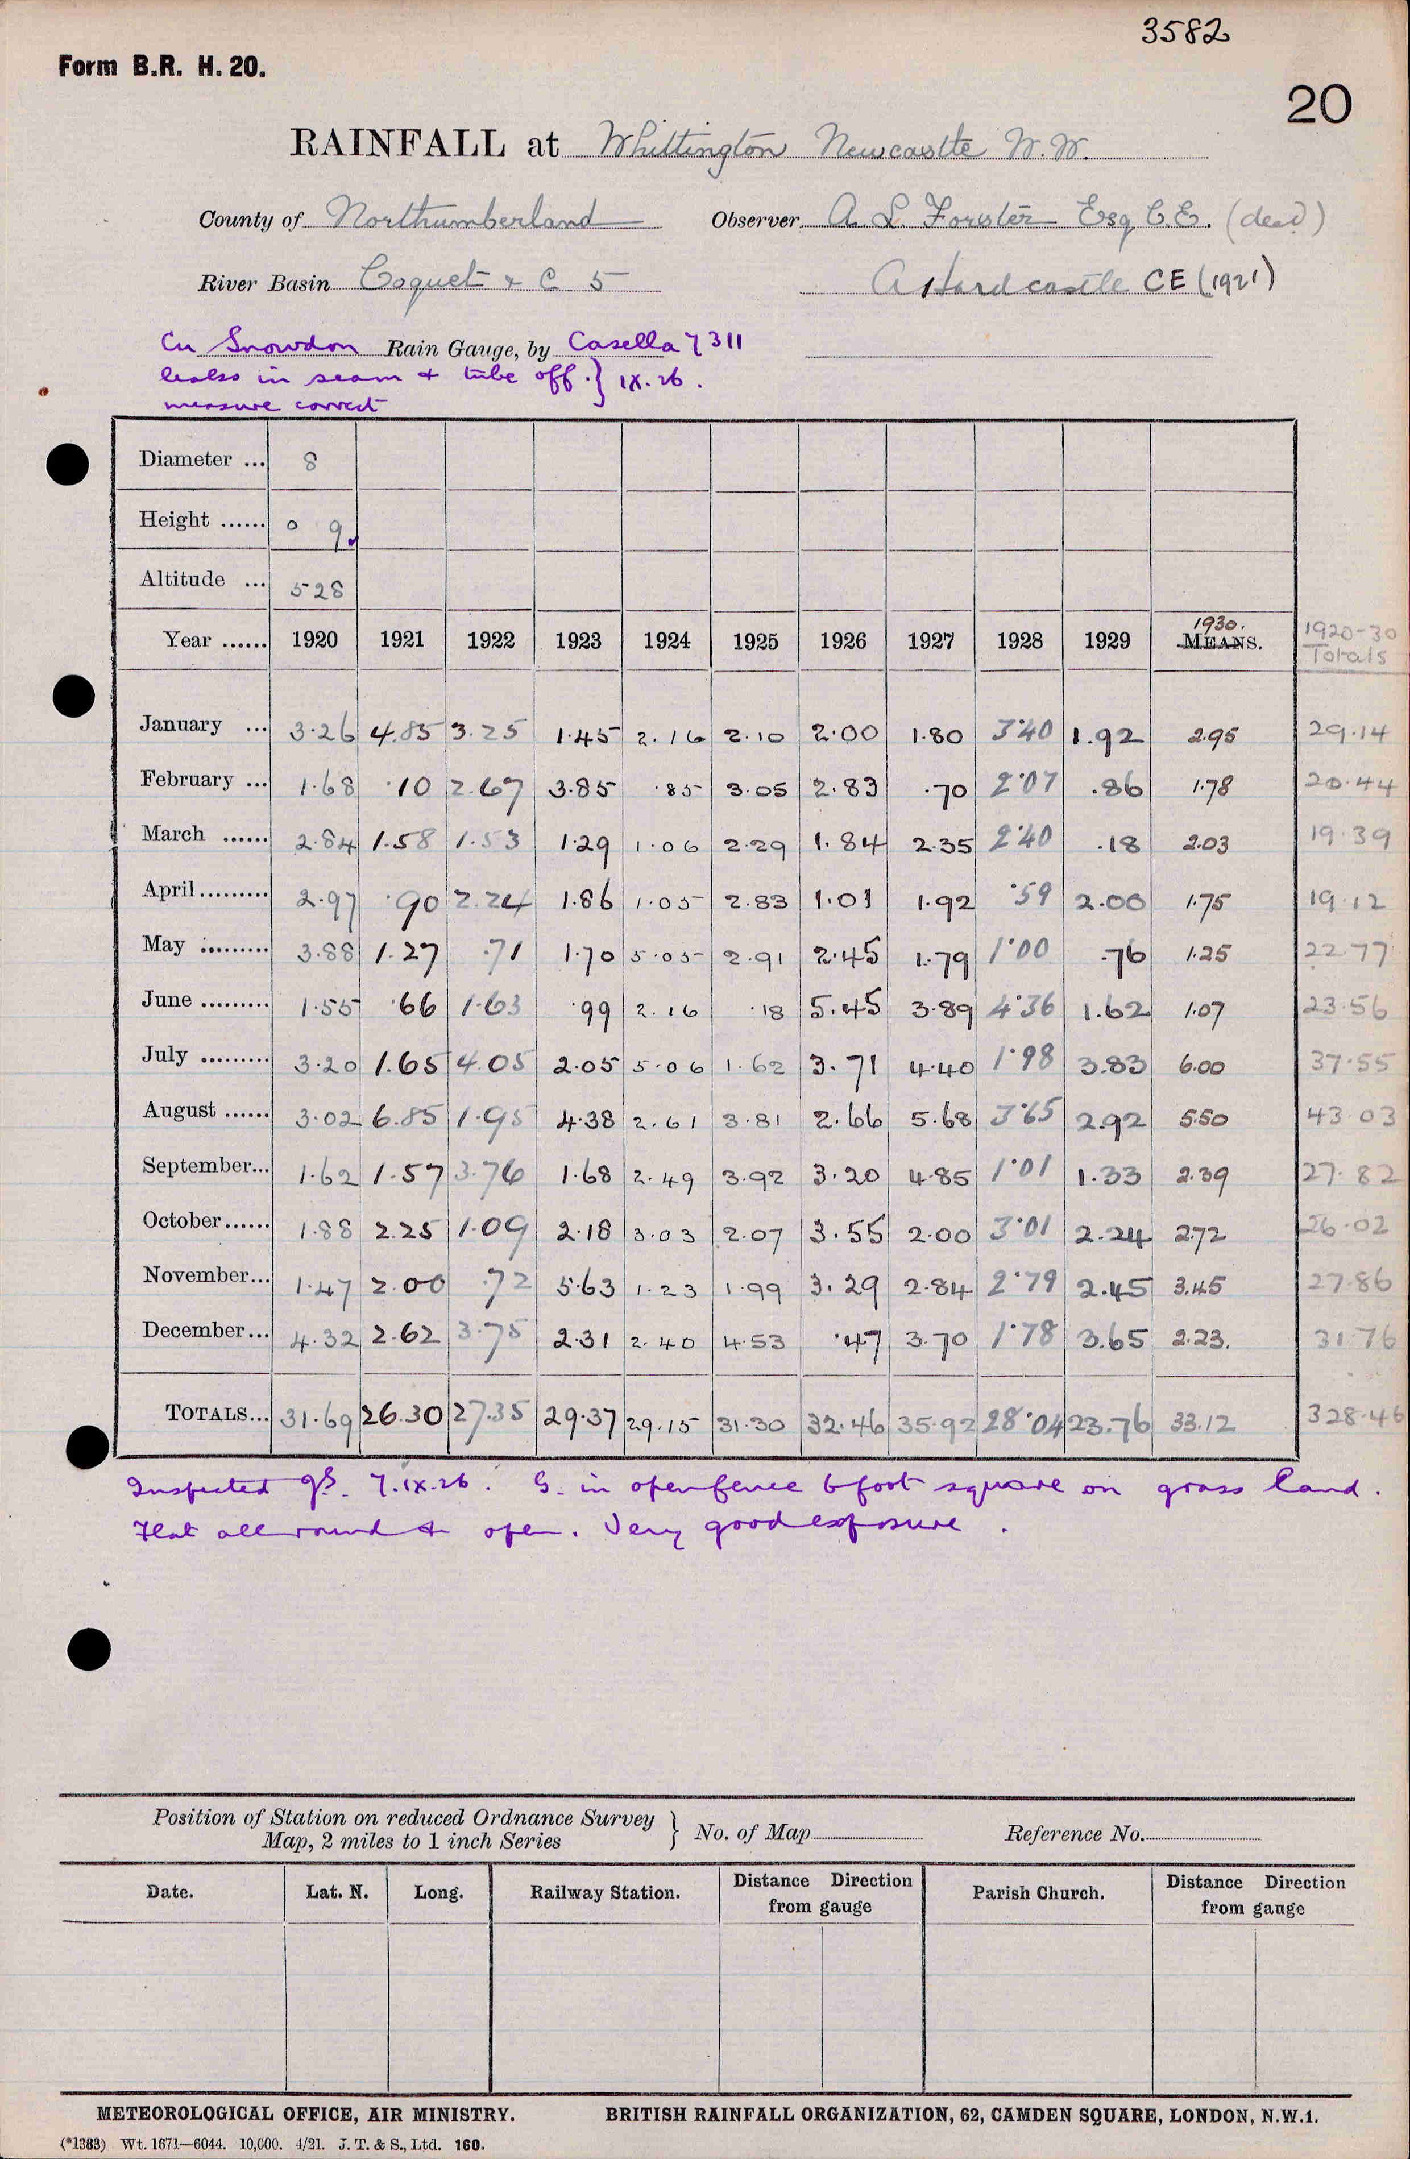 3582
Form B.R. H. 20.
20
RAINFALL at Whittington Newcastle W.W.
County of Northumberland Observer A. L. Forster Esq C.E. (dead)
River Basin Coquet & C 5 A Hardcastle CE (1921)
Cu Snowdon Rain Gauge, by Casella 7311
leaks in seam & tube off. } IX.26.
measure correct
Diameter ... 8
Height ...... 0 9
Altitude ... 528
1930. 1920-30
Year ...... 1920 1921 1922 1923 1924 1925 1926 1927 1928 1929 MEANS. Totals
January ... 3.26 4.85 3.25 1.45 2.16 2.10 2.00 1.80 3.40 1.92 2.95 29.14
February ... 1.68 .10 2.67 3.85 .85 3.05 2.83 .70 2.07 .86 1.78 20.44
March ...... 2.84 1.58 1.53 1.29 1.06 2.29 1.84 2.35 2.40 .18 2.03 19.39
April ......... 2.97 .90 2.24 1.86 1.05 2.83 1.01 1.92 .59 2.00 1.75 19.12
May ......... 3.88 1.27 .71 1.70 5.05 2.91 2.45 1.79 1.00 .76 1.25 22.77
June ......... 1.55 .66 1.63 .99 2.16 .18 5.45 3.89 4.36 1.62 1.07 23.56
July ......... 3.20 1.65 4.05 2.05 5.06 1.62 3.71 4.40 1.98 3.83 6.00 37.55
August ...... 3.02 6.85 1.95 4.38 2.61 3.81 2.66 5.68 3.65 2.92 5.50 43.03
September... 1.62 1.57 3.76 1.68 2.49 3.92 3.20 4.85 1.01 1.33 2.39 27.82
October...... 1.88 2.25 1.09 2.18 3.03 2.07 3.55 2.00 3.01 2.24 2.72 26.02
November... 1.47 2.00 .72 5.63 1.23 1.99 3.29 2.84 2.79 2.45 3.45 27.86
December... 4.32 2.62 3.75 2.31 2.40 4.53 .47 3.70 1.78 3.65 2.23. 31.76
TOTALS... 31.69 26.30 27.35 29.37 29.15 31.30 32.46 35.92 28.04 23.76 33.12 328.46
Inspected gS. 7.IX.26. G. in open fence 6 foot square on grass land.
Flat all round & open. Very good exposure.
Position of Station on reduced Ordnance Survey
Map, 2 miles to 1 inch Series } No. of Map Reference No.
Date. Lat. N. Long. Railway Station. Distance Direction from gauge Parish Church. Distance Direction from gauge
METEOROLOGICAL OFFICE, AIR MINISTRY. BRITISH RAINFALL ORGANIZATION, 62, CAMDEN SQUARE, LONDON, N.W.1.
(*1383) Wt. 1671—6044. 10,000. 4/21. J. T. & S., Ltd. 160.